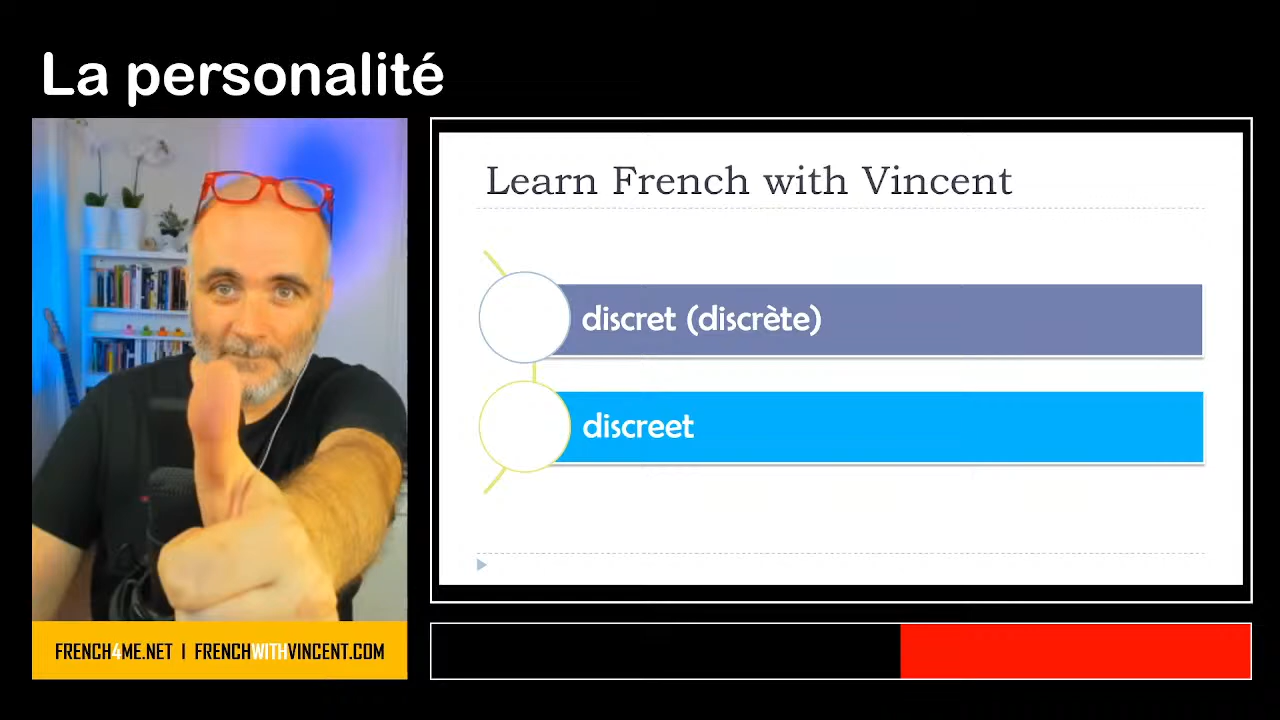 La personalité
Learn French with Vincent
discret (discrète)
discreet
FRENCH4ME.NET I FRENCHWITHVINCENT.COM